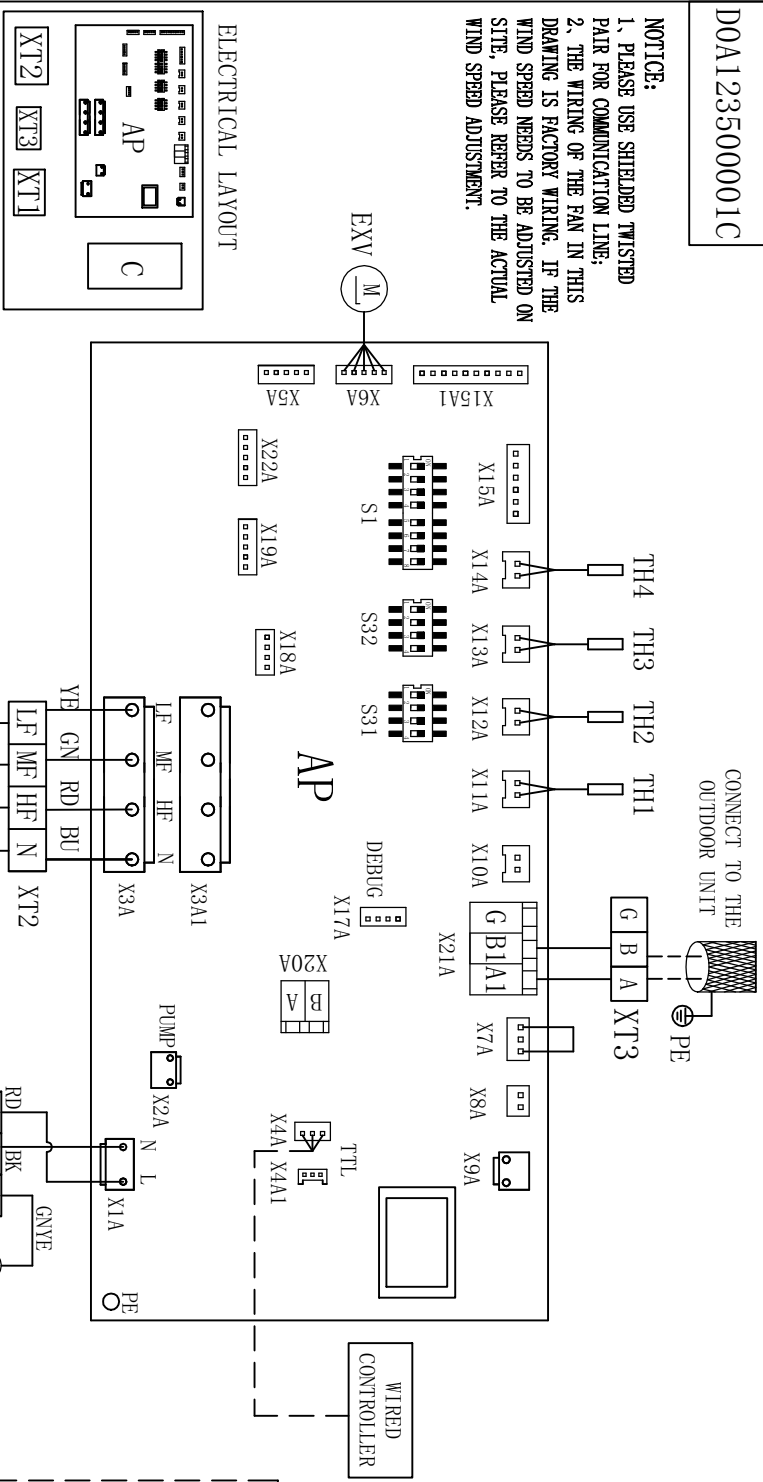 D0A123500001C
NOTICE:
1、PLEASE USE SHIELDED TWISTED
PAIR FOR COMMUNICATION LINE;
2、THE WIRING OF THE FAN IN THIS
DRAWING IS FACTORY WIRING. IF THE
WIND SPEED NEEDS TO BE ADJUSTED ON
SITE, PLEASE REFER TO THE ACTUAL
WIND SPEED ADJUSTMENT.
ELECTRICAL LAYOUT
AP
C
XT2
XT3
XT1
EXV
M
X5A
X6A
X15A1
X22A
X19A
X18A
S1
S32
S31
ON
ON
ON
X15A
X14A
X13A
X12A
X11A
X10A
TH4
TH3
TH2
TH1
CONNECT TO THE
OUTDOOR UNIT
G
B
A
XT3
PE
G
B1
A1
X21A
X7A
X8A
X9A
AP
DEBUG
X17A
X20A
A
B
TTL
X4A
X4A1
WIRED
CONTROLLER
X3A1
X3A
LF
MF
HF
N
YE
GN
RD
BU
LF
MF
HF
N
XT2
PUMP
X2A
N
L
X1A
RD
BK
GNYE
PE